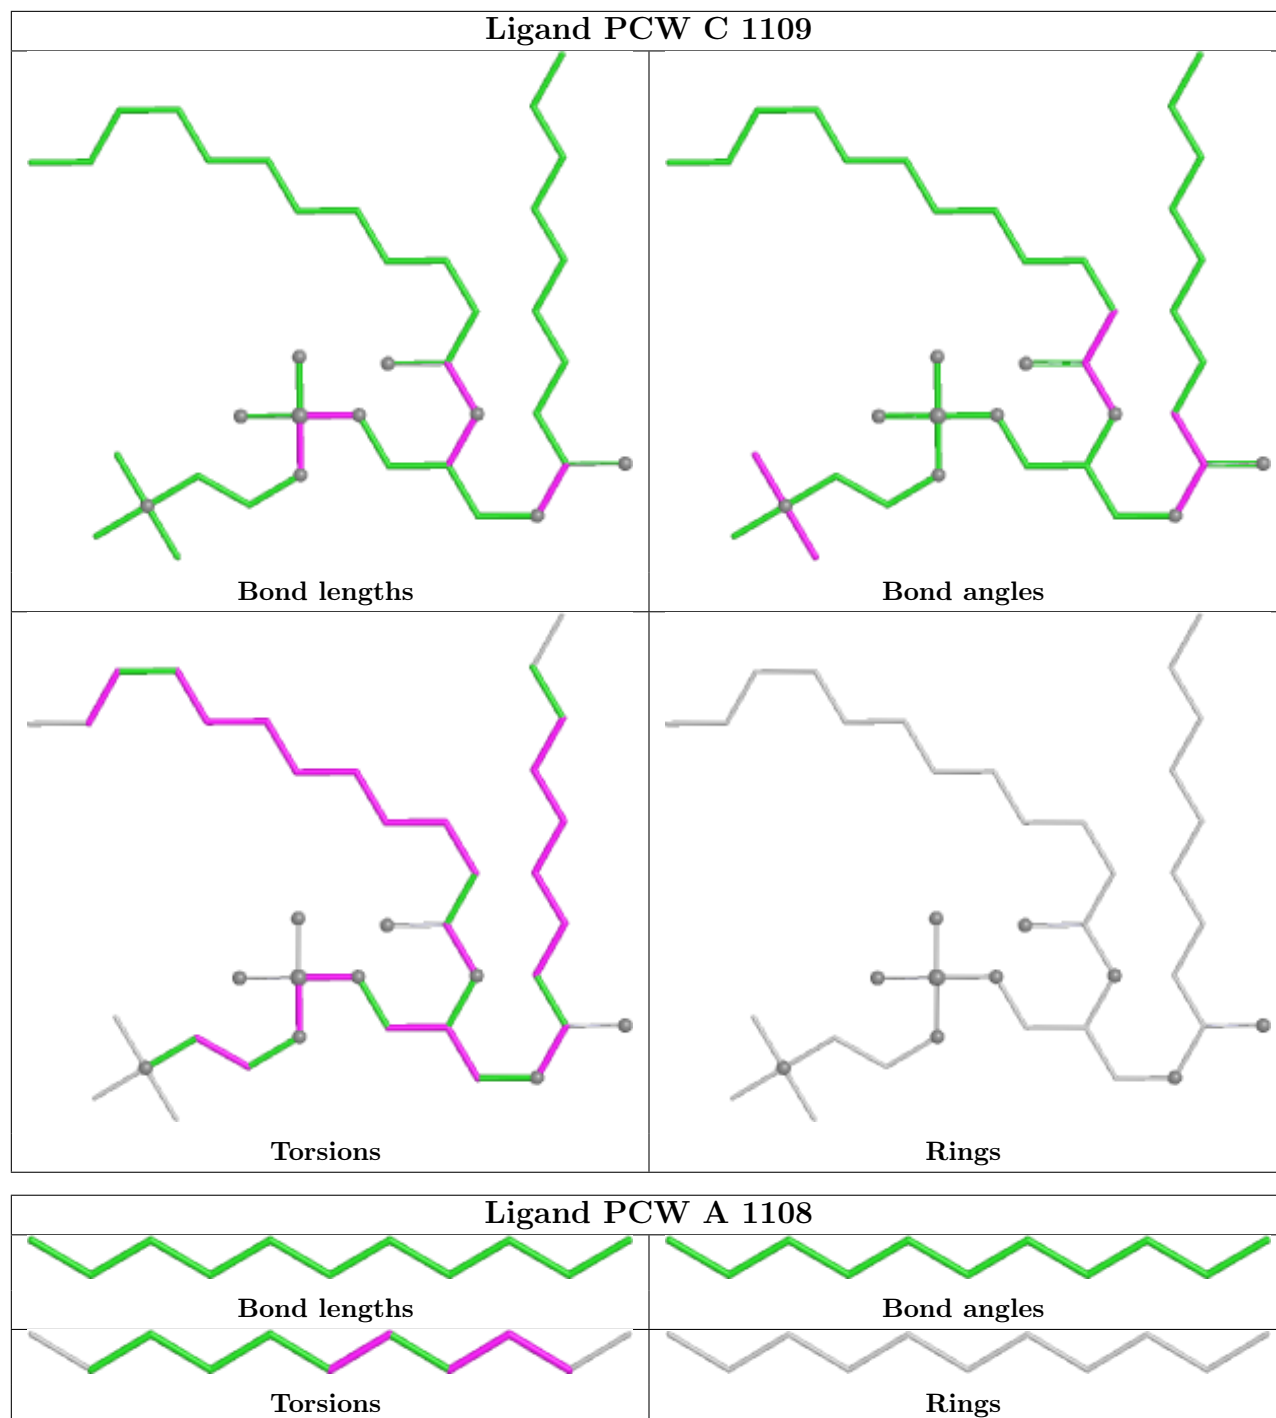 Ligand PCW C 1109
Bond lengths
Bond angles
Torsions
Rings
Ligand PCW A 1108
Bond lengths
Bond angles
Torsions
Rings